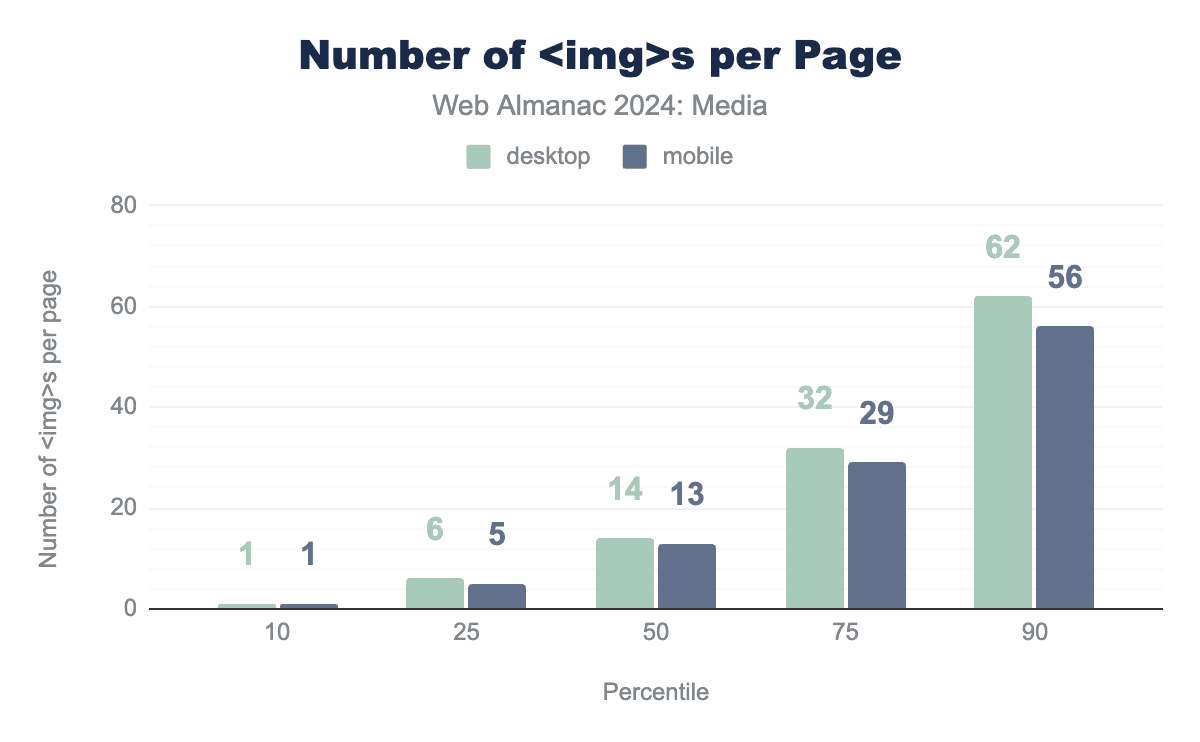 Number of <img>s per Page
Web Almanac 2024: Media
desktop mobile
Number of <img>s per page
80
60
40
20
0
1 1
6 5
14 13
32 29
62 56
10 25 50 75 90
Percentile